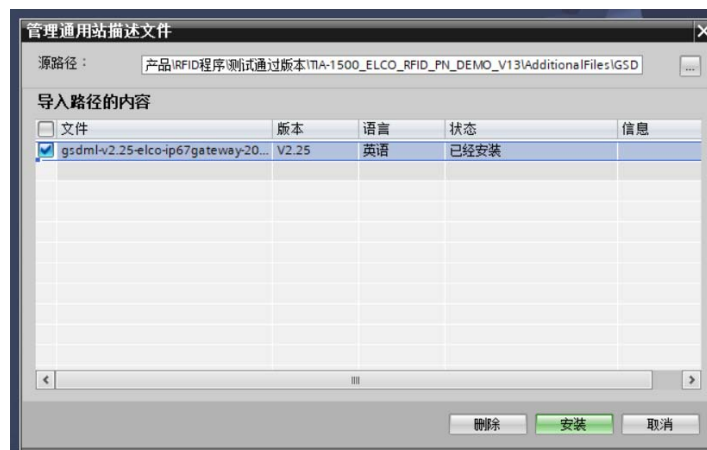 管理通用站描述文件
源路径：
产品\RFID程序\测试通过版本\TIA-1500_ELCO_RFID_PN_DEMO_V13\AdditionalFiles\GSD
...
导入路径的内容
文件 版本 语言 状态 信息
gsdml-v2.25-elco-ip67gateway-20... V2.25 英语 已经安装
删除 安装 取消